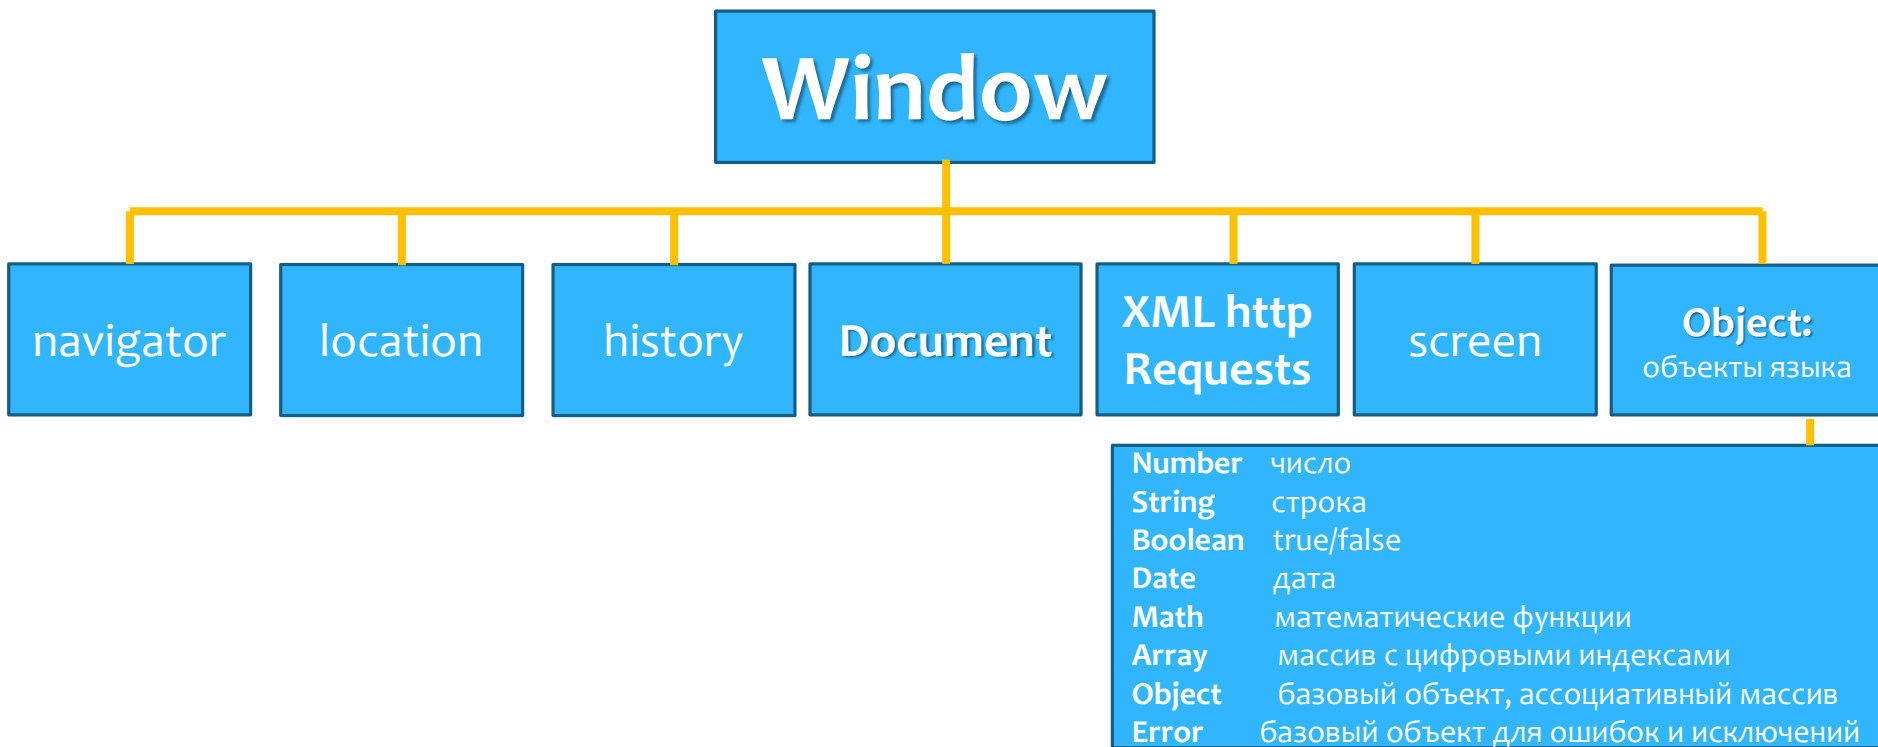 Window
navigator
location
history
Document
XML http
Requests
screen
Object:
объекты языка
Number число
String строка
Boolean true/false
Date дата
Math математические функции
Array массив с цифровыми индексами
Object базовый объект, ассоциативный массив
Error базовый объект для ошибок и исключений